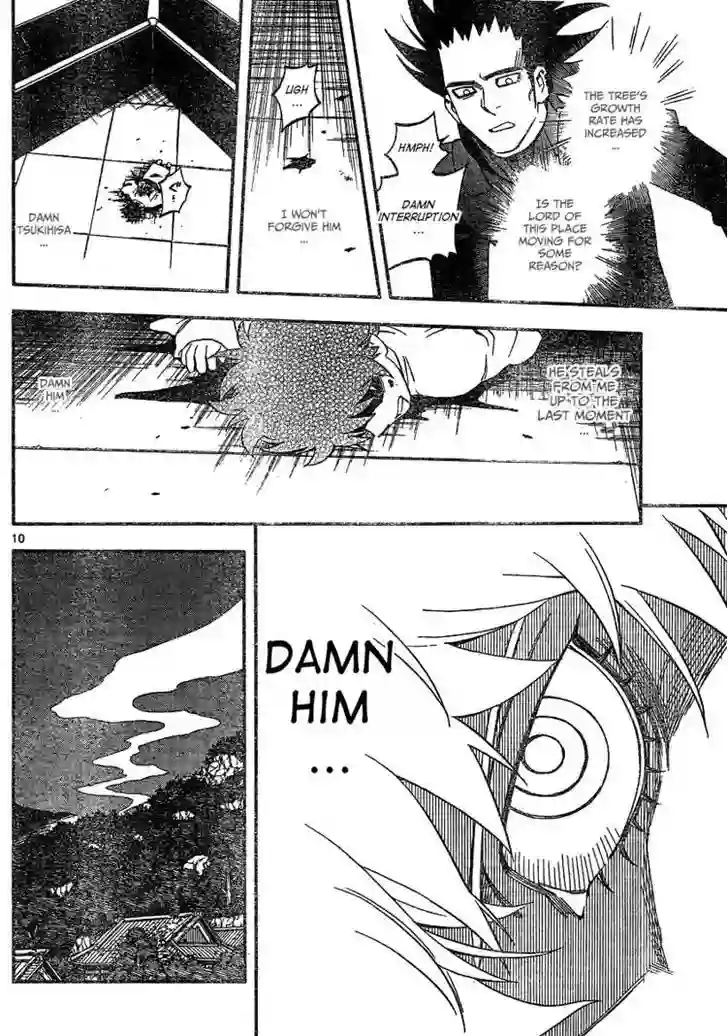 THE TREE'S
GROWTH
RATE HAS
INCREASED
...
IS THE
LORD OF
THIS PLACE
MOVING FOR
SOME
REASON?
HMPH!
DAMN
INTERRUPTION
...
UGH
...
I WON'T
FORGIVE HIM
DAMN
TSUKIHISA
...
HE STEALS
FROM ME
UP TO THE
LAST MOMENT
...
DAMN
HIM
DAMN
HIM
...
10